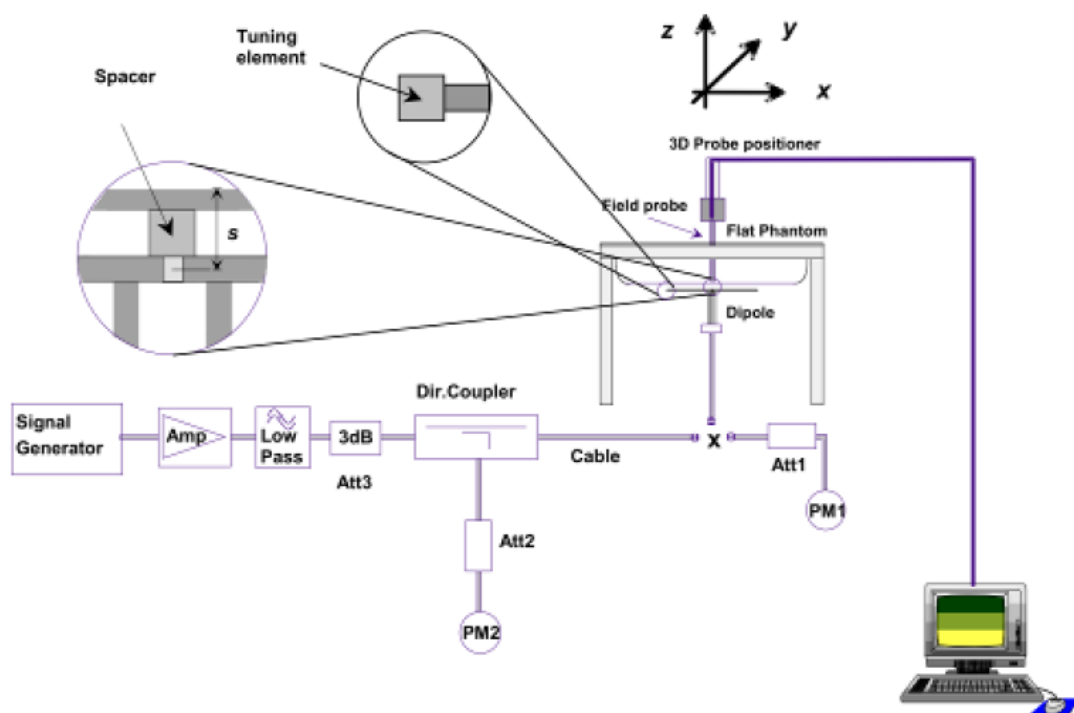 Tuning
element
Spacer
s
z
y
x
3D Probe positioner
Field probe
Flat Phantom
Dipole
Dir.Coupler
Signal
Generator
Amp
Low
Pass
3dB
Att3
Cable
x
Att1
PM1
Att2
PM2